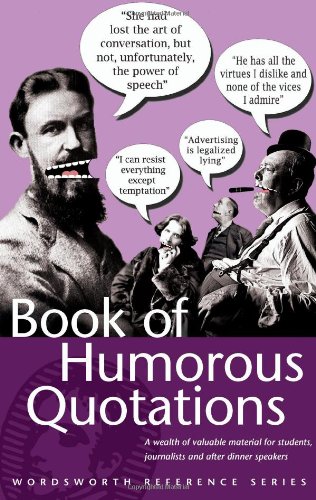 "She had
lost the art of
conversation, but
not, unfortunately,
the power of
speech"
"He has all the
virtues I dislike and
none of the vices
I admire"
"Advertising
is legalized
lying"
"I can resist
everything
except
temptation"
Book of
Humorous
Quotations
A wealth of valuable material for students,
journalists and after dinner speakers
WORDSWORTH REFERENCE SERIES